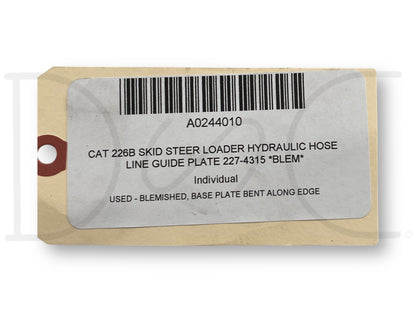 A0244010
CAT 226B SKID STEER LOADER HYDRAULIC HOSE
LINE GUIDE PLATE 227-4315 *BLEM*
Individual
USED - BLEMISHED, BASE PLATE BENT ALONG EDGE